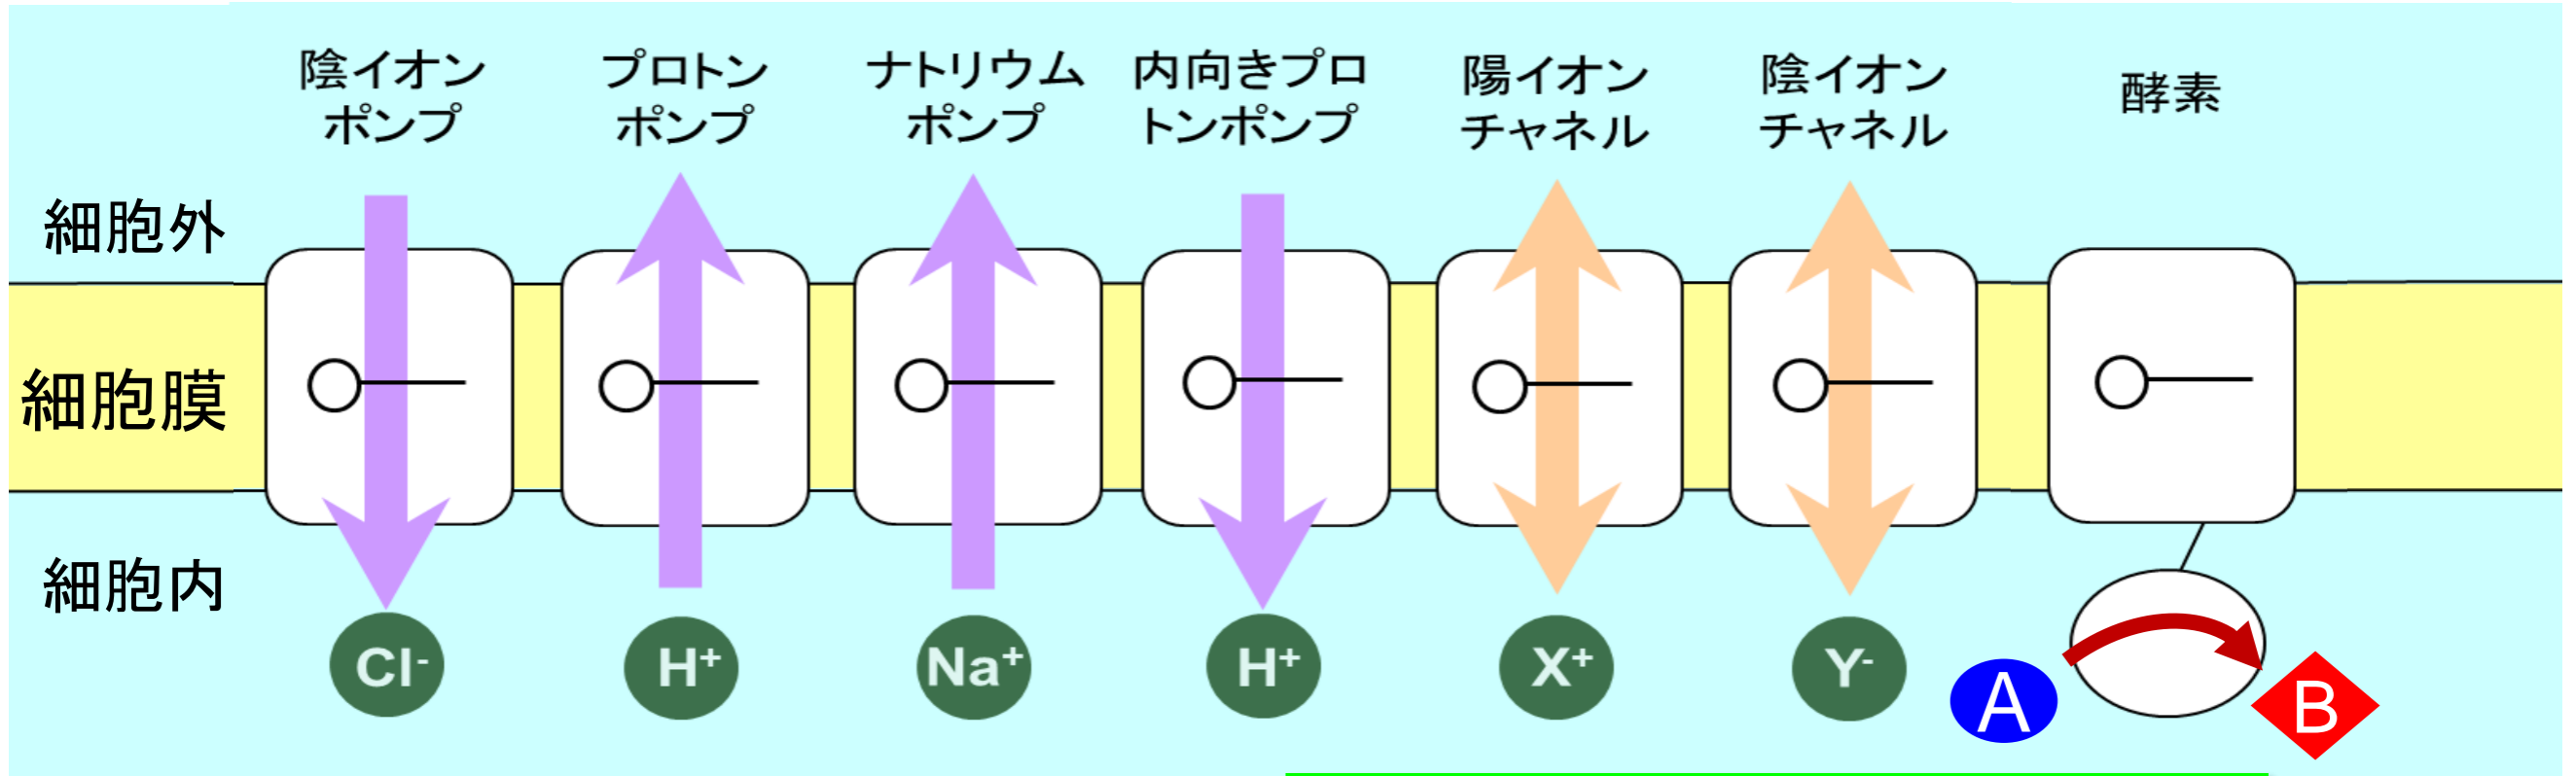 陰イオン
ポンプ
プロトン
ポンプ
ナトリウム
ポンプ
内向きプロ
トンポンプ
陽イオン
チャネル
陰イオン
チャネル
酵素
細胞外
細胞膜
細胞内
Cl-
H+
Na+
H+
X+
Y-
A
B